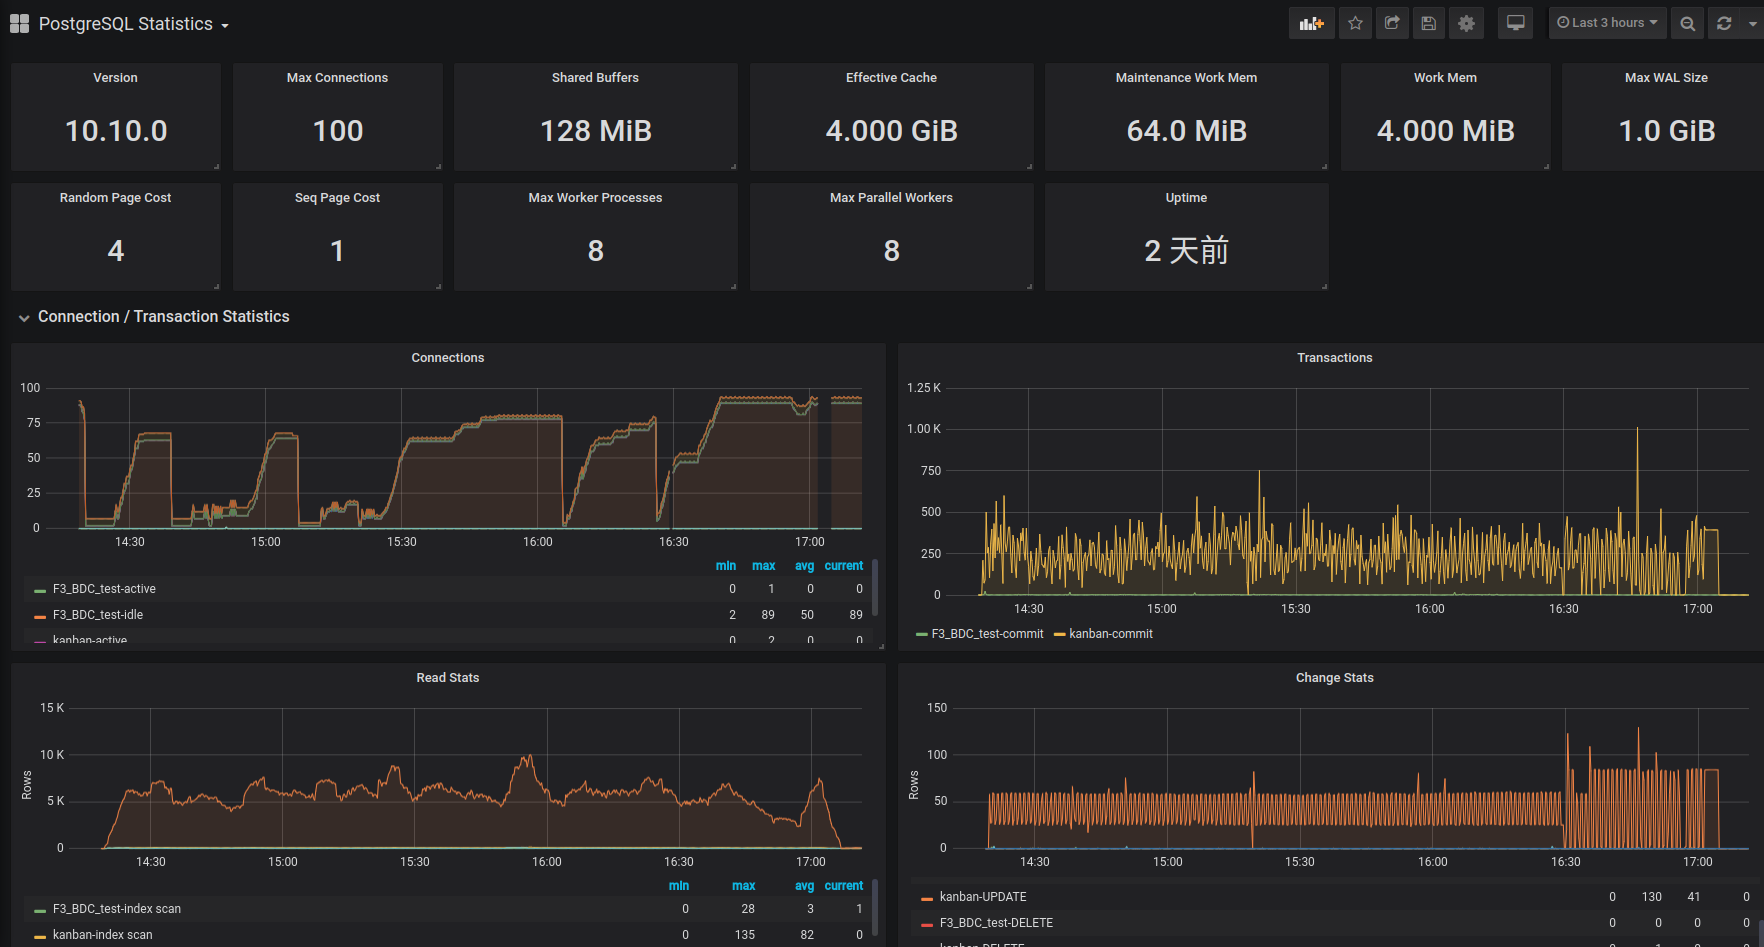 PostgreSQL Statistics
Last 3 hours
Version
Max Connections
Shared Buffers
Effective Cache
Maintenance Work Mem
Work Mem
Max WAL Size
10.10.0
100
128 MiB
4.000 GiB
64.0 MiB
4.000 MiB
1.0 GiB
Random Page Cost
Seq Page Cost
Max Worker Processes
Max Parallel Workers
Uptime
4
1
8
8
2 天前
Connection / Transaction Statistics
Connections
100
75
50
25
0
14:30 15:00 15:30 16:00 16:30 17:00
min max avg current
F3_BDC_test-active 0 1 0 0
F3_BDC_test-idle 2 89 50 89
kanban-active 0 2 0 0
Transactions
1.25 K
1.00 K
750
500
250
0
14:30 15:00 15:30 16:00 16:30 17:00
F3_BDC_test-commit kanban-commit
Read Stats
Rows
15 K
10 K
5 K
0
14:30 15:00 15:30 16:00 16:30 17:00
min max avg current
F3_BDC_test-index scan 0 28 3 1
kanban-index scan 0 135 82 0
Change Stats
Rows
150
100
50
0
14:30 15:00 15:30 16:00 16:30 17:00
kanban-UPDATE 0 130 41 0
F3_BDC_test-DELETE 0 0 0 0
kanban-DELETE 0 1 0 0